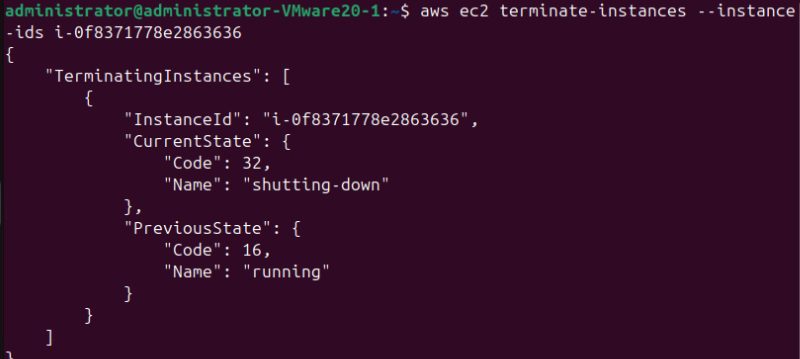 administrator@administrator-VMware20-1:~$ aws ec2 terminate-instances --instance
-ids i-0f8371778e2863636
{
    "TerminatingInstances": [
        {
            "InstanceId": "i-0f8371778e2863636",
            "CurrentState": {
                "Code": 32,
                "Name": "shutting-down"
            },
            "PreviousState": {
                "Code": 16,
                "Name": "running"
            }
        }
    ]
}